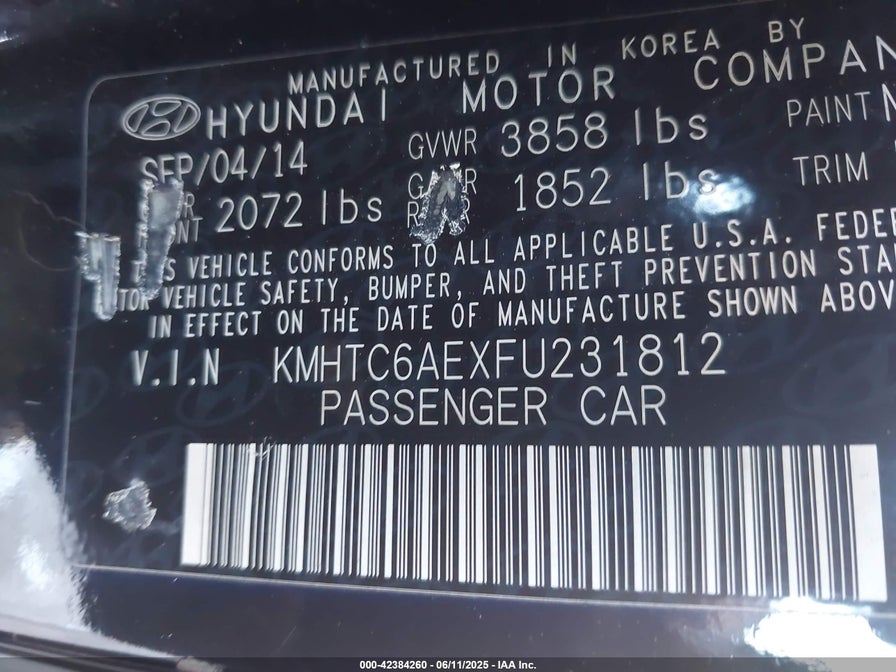 MANUFACTURED IN KOREA BY
HYUNDAI MOTOR COMPAN
SEP/04/14 GVWR 3858 lbs PAINT
2072 lbs 1852 lbs TRIM
VEHICLE CONFORMS TO ALL APPLICABLE U.S.A. FEDE
VEHICLE SAFETY, BUMPER, AND THEFT PREVENTION STA
IN EFFECT ON THE DATE OF MANUFACTURE SHOWN ABOV
V.I.N KMHTC6AEXFU231812
PASSENGER CAR
000-42384260 - 06/11/2025 - IAA Inc.